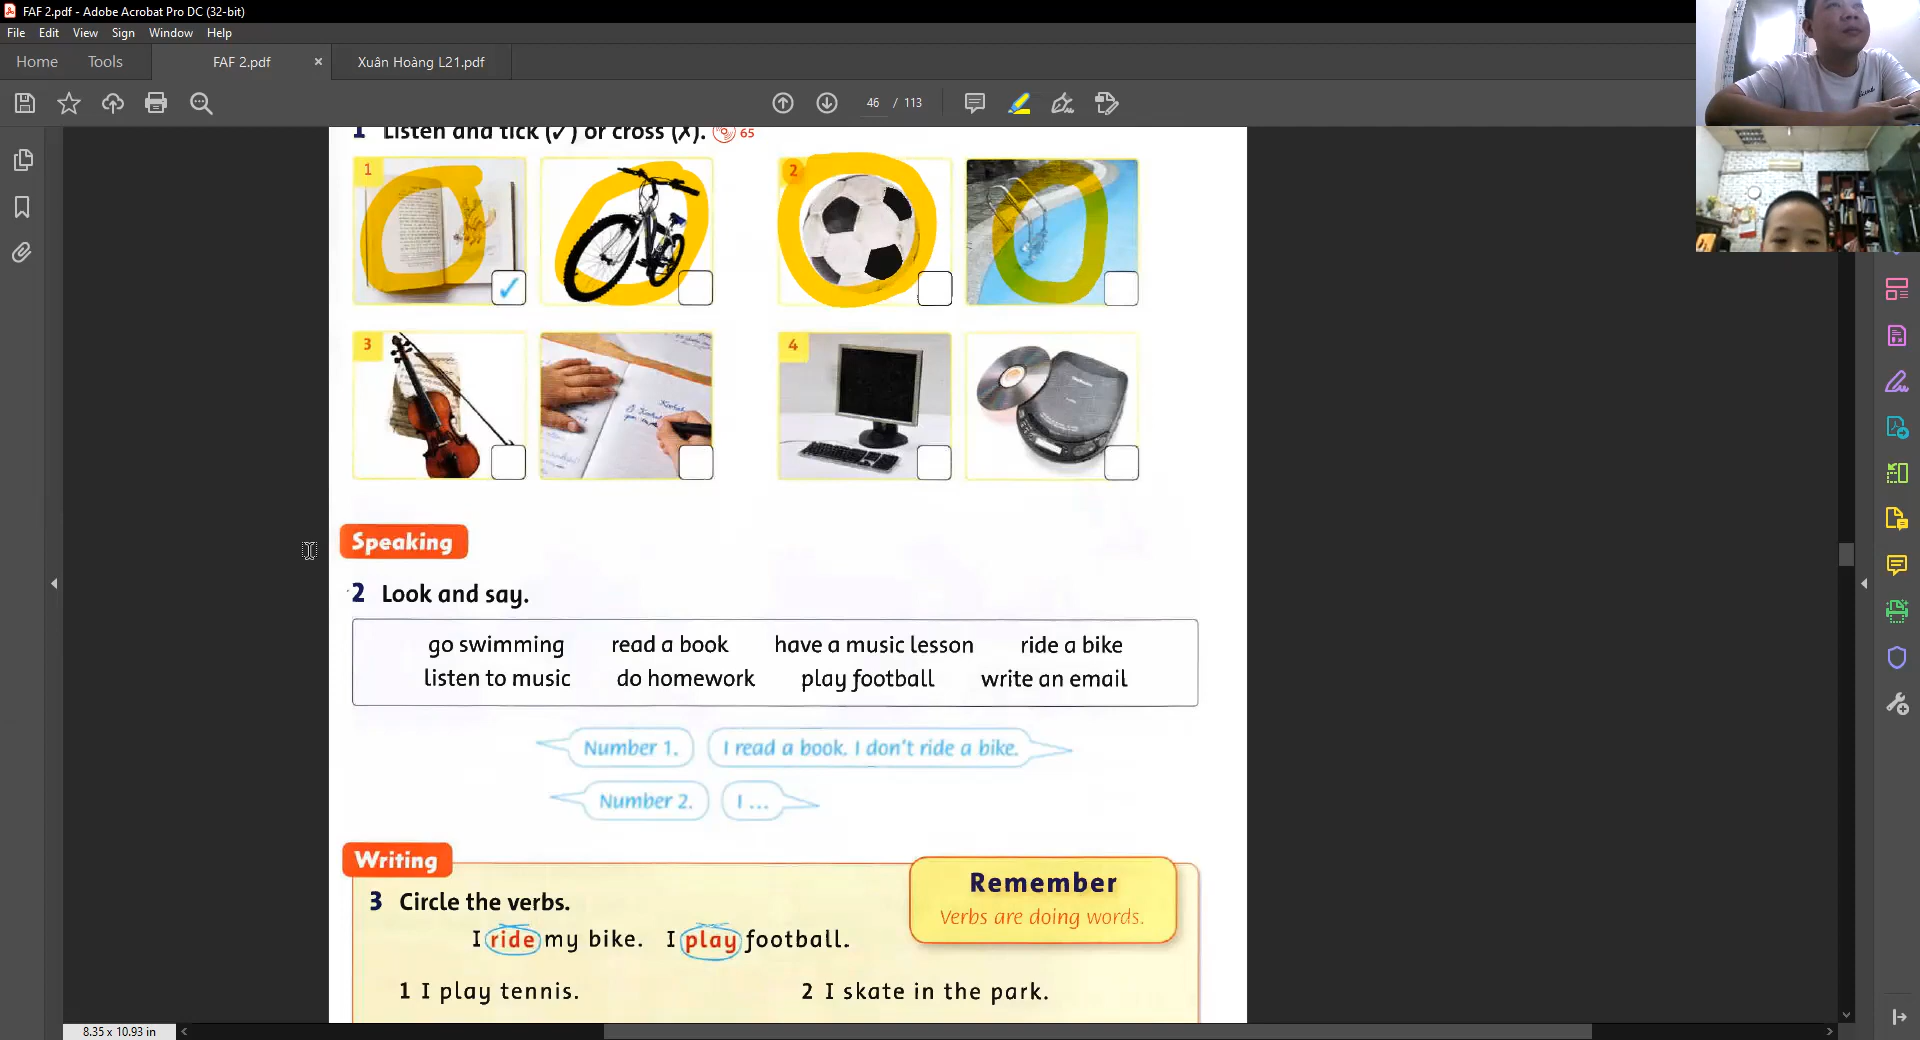 FAF 2.pdf - Adobe Acrobat Pro DC (32-bit)
File Edit View Sign Window Help
Home Tools FAF 2.pdf × Xuân Hoàng L21.pdf
46 / 113
1 Listen and tick (✓) or cross (✗). 65
1 2
3 4
Speaking
2 Look and say.
go swimming read a book have a music lesson ride a bike
listen to music do homework play football write an email
Number 1. I read a book. I don't ride a bike.
Number 2. I ...
Writing
Remember
Verbs are doing words.
3 Circle the verbs.
I ride my bike. I play football.
1 I play tennis. 2 I skate in the park.
8.35 x 10.93 in